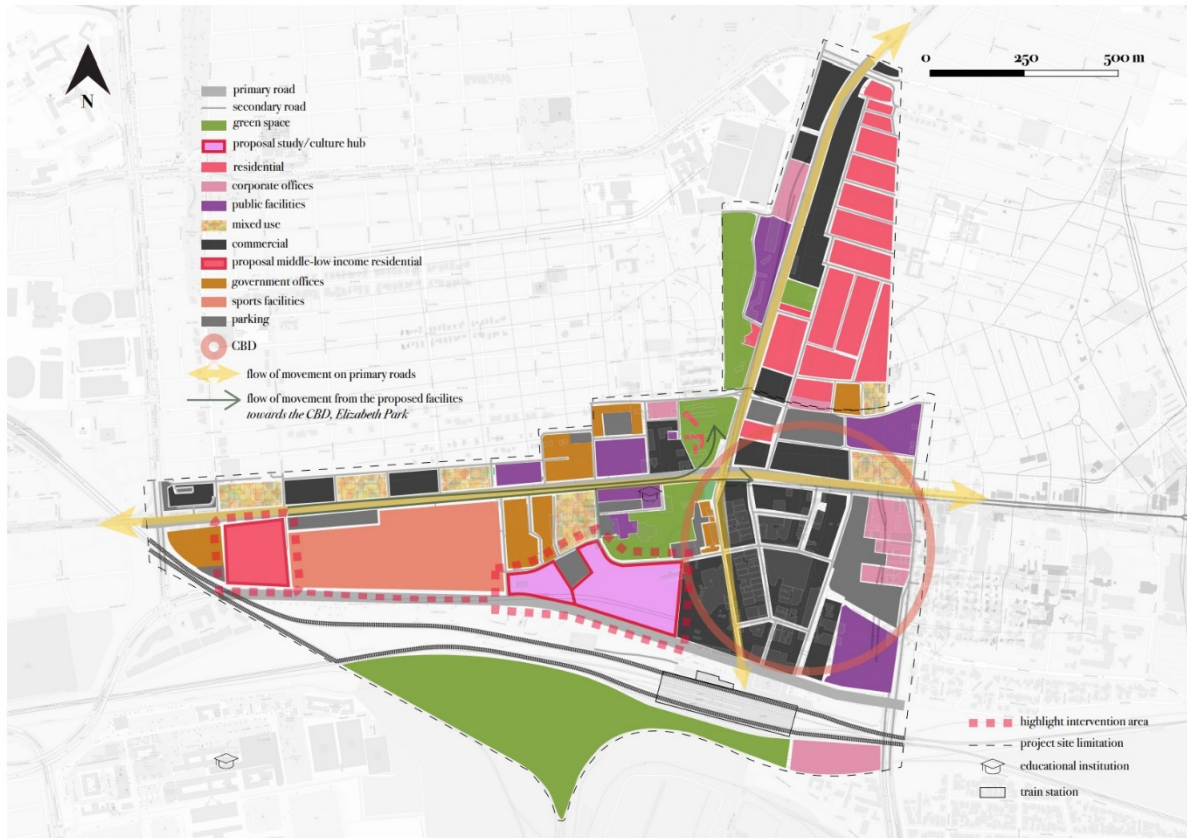 0 250 500 m
N
primary road
secondary road
green space
proposal study/culture hub
residential
corporate offices
public facilities
mixed use
commercial
proposal middle-low income residential
government offices
sports facilities
parking
CBD
flow of movement on primary roads
flow of movement from the proposed facilites
towards the CBD, Elizabeth Park
highlight intervention area
project site limitation
educational institution
train station